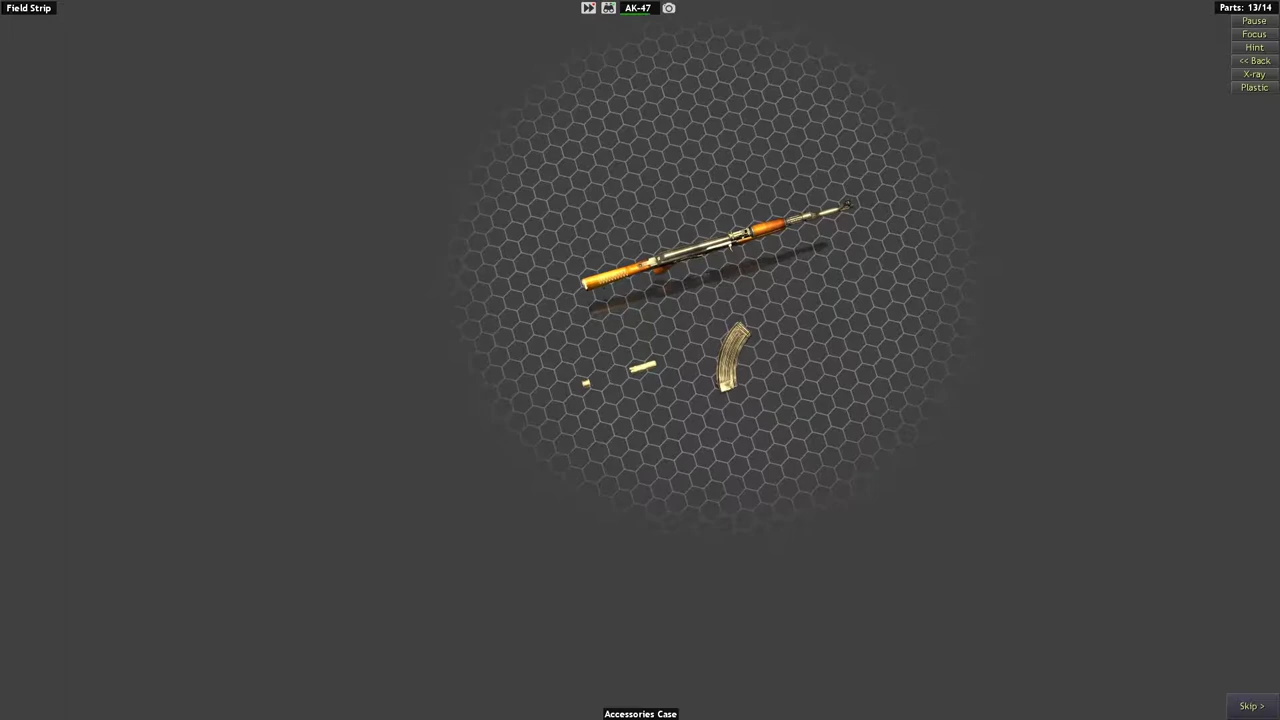 Field Strip
AK-47
Parts: 13/14
Pause
Focus
Hint
<< Back
X-ray
Plastic
Accessories Case
Skip >